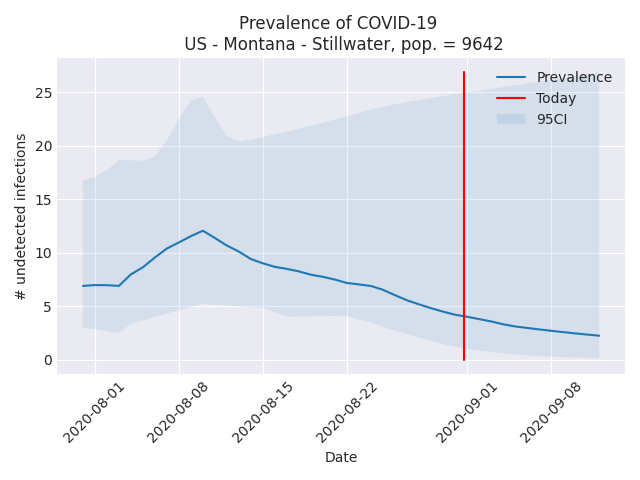 Prevalence of COVID-19
US - Montana - Stillwater, pop. = 9642
# undetected infections
25
20
15
10
5
0
Prevalence
Today
95CI
2020-08-01
2020-08-08
2020-08-15
2020-08-22
2020-09-01
2020-09-08
Date